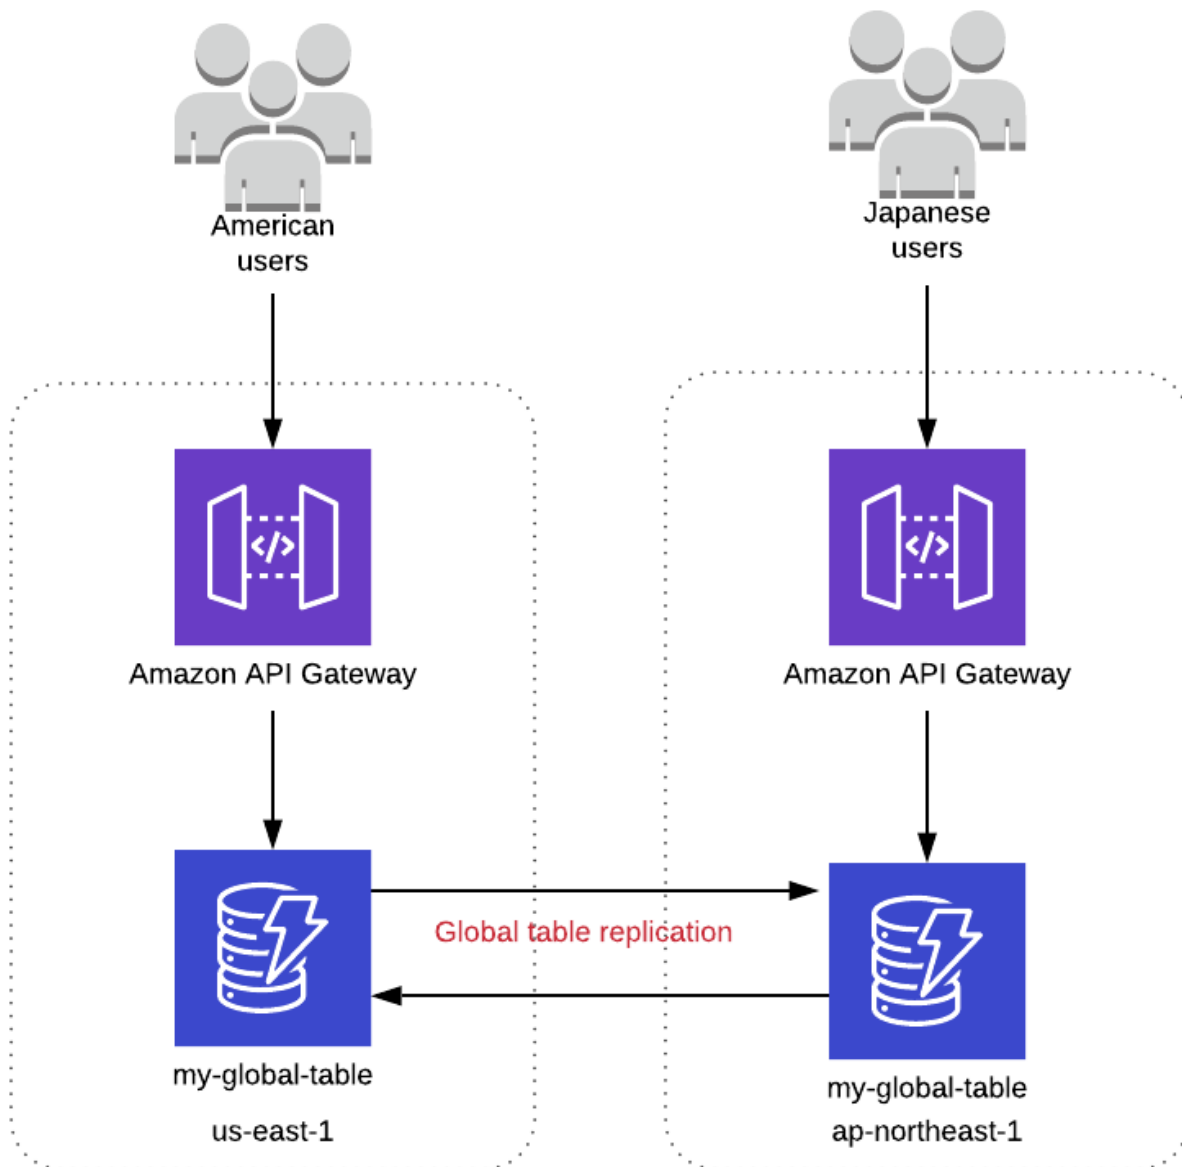 American
users
Japanese
users
</>
</>
Amazon API Gateway
Amazon API Gateway
Global table replication
my-global-table
us-east-1
my-global-table
ap-northeast-1